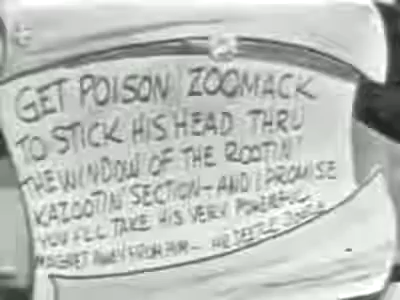 GET POISON ZOOMACK
TO STICK HIS HEAD THRU
THE WINDOW OF THE ROOTIN'
KAZOOTIN' SECTION—AND I PROMISE
YOU I'LL TAKE HIS VERY POWERFUL
MAGNET AWAY FROM HIM—